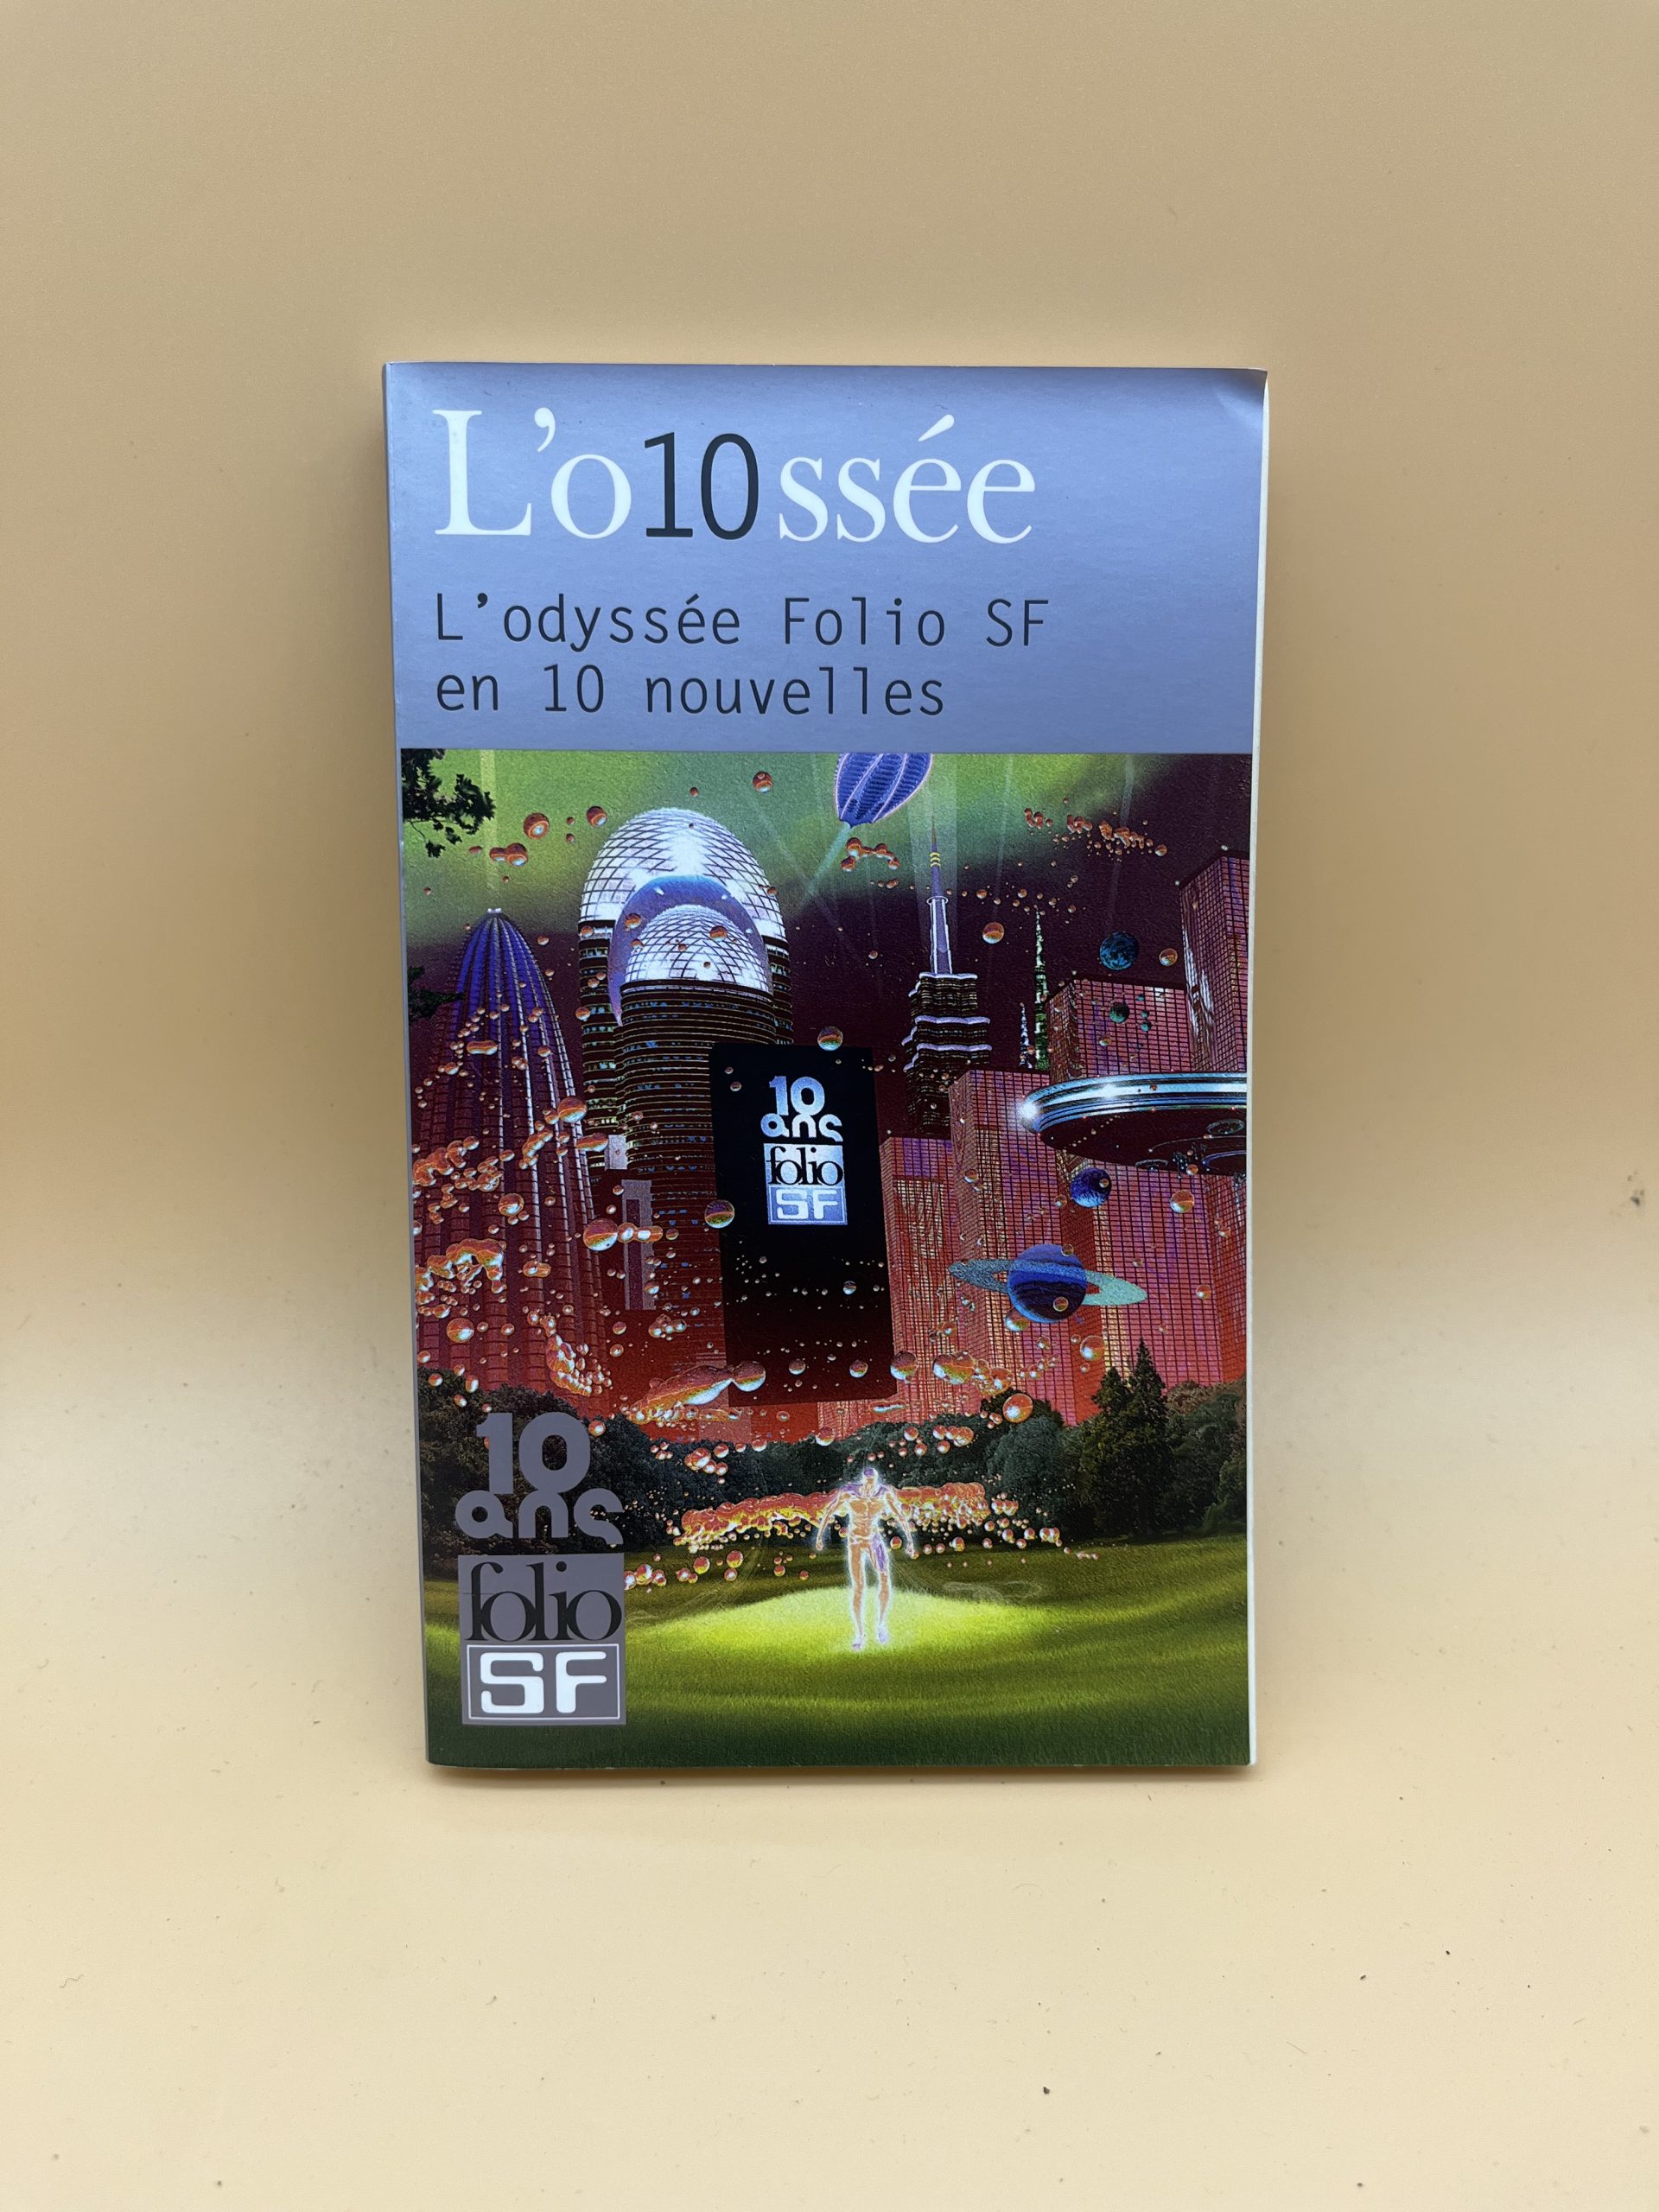 L'o10ssée
L'odyssée Folio SF
en 10 nouvelles
10
ans
folio
SF
10
ans
folio
SF